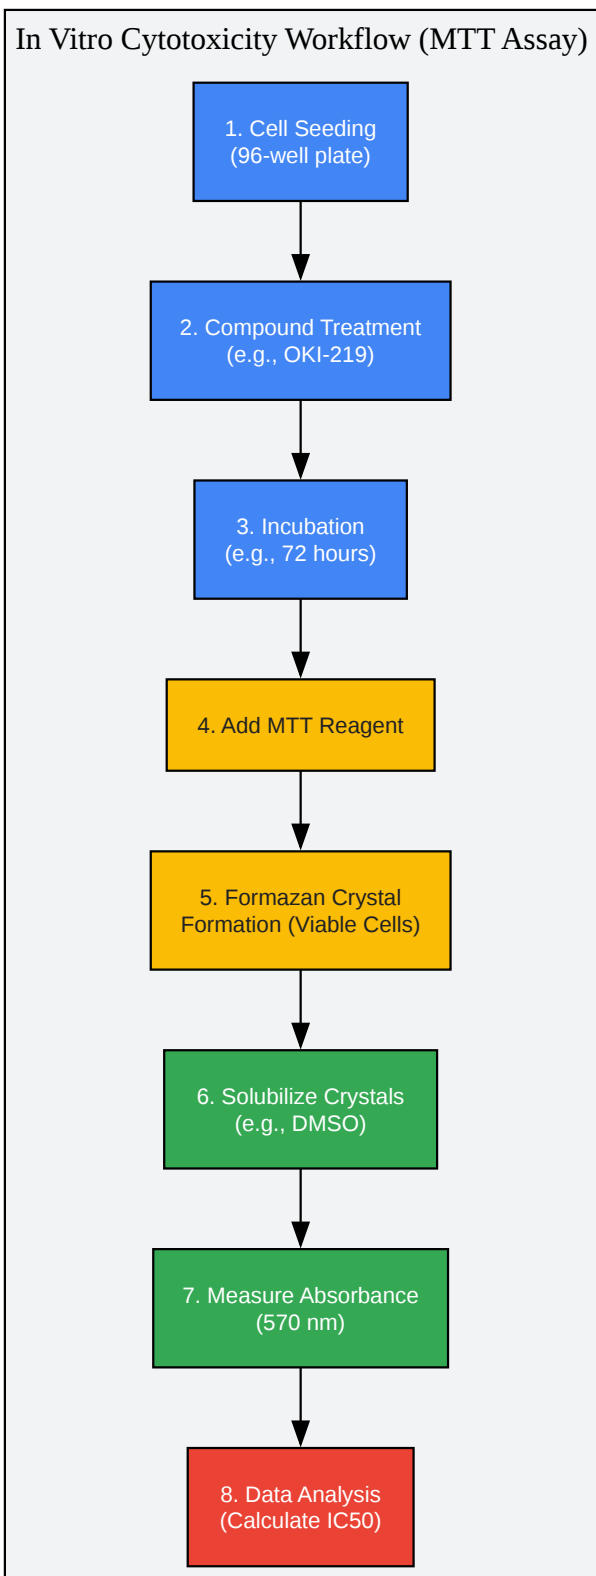 In Vitro Cytotoxicity Workflow (MTT Assay)
1. Cell Seeding
(96-well plate)
2. Compound Treatment
(e.g., OKI-219)
3. Incubation
(e.g., 72 hours)
4. Add MTT Reagent
5. Formazan Crystal
Formation (Viable Cells)
6. Solubilize Crystals
(e.g., DMSO)
7. Measure Absorbance
(570 nm)
8. Data Analysis
(Calculate IC50)